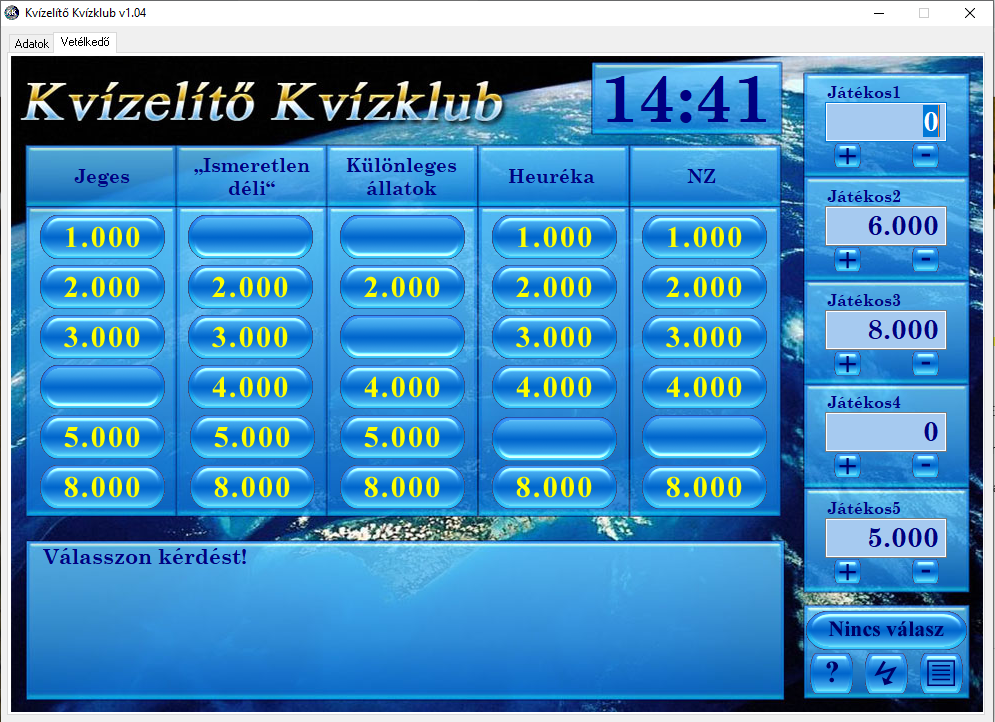 Kvízelítő Kvízklub v1.04
Adatok Vetélkedő
Kvízelítő Kvízklub
14:41
Jeges
„Ismeretlen
déli“
Különleges
állatok
Heuréka
NZ
1.000 1.000 1.000
2.000 2.000 2.000 2.000 2.000
3.000 3.000 3.000 3.000
4.000 4.000 4.000 4.000
5.000 5.000 5.000
8.000 8.000 8.000 8.000 8.000
Válasszon kérdést!
Játékos1
0
+ -
Játékos2
6.000
+ -
Játékos3
8.000
+ -
Játékos4
0
+ -
Játékos5
5.000
+ -
Nincs válasz
?